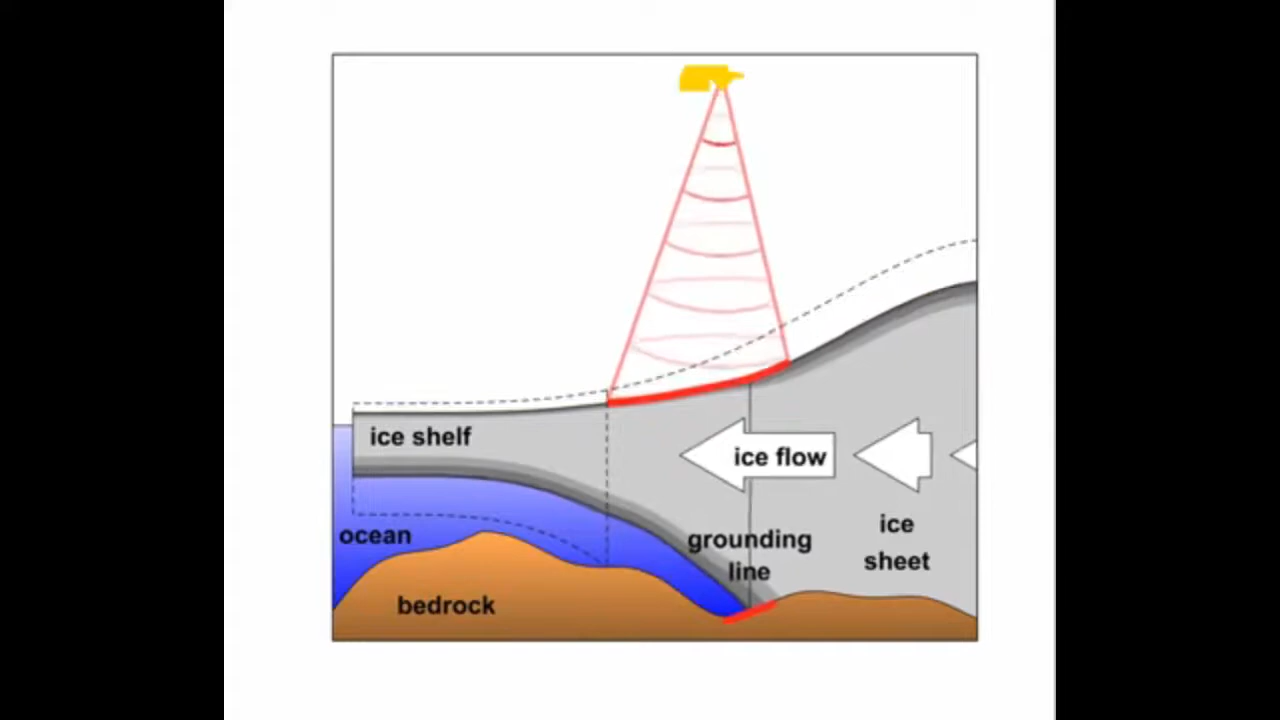 ice shelf
ice flow
ice
sheet
grounding
line
ocean
bedrock